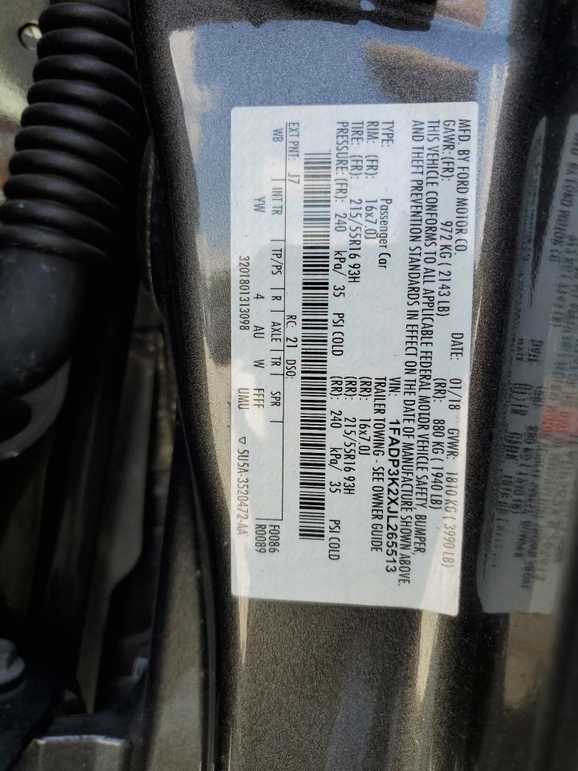 MFD. BY FORD MOTOR CO.
DATE: 01/18
GVWR: 1810 KG / 3990 LB)
GAWR: (FR): 972 KG ( 2143 LB)
(RR): 880 KG ( 1940 LB)
THIS VEHICLE CONFORMS TO ALL APPLICABLE FEDERAL MOTOR VEHICLE SAFETY, BUMPER,
AND THEFT PREVENTION STANDARDS IN EFFECT ON THE DATE OF MANUFACTURE SHOWN ABOVE.
VIN: 1FADP3K2XJL265513
TYPE: Passenger Car
TRAILER TOWING - SEE OWNER GUIDE
RIM: (FR): 16x7.0J
(RR): 16x7.0J
TIRE: (FR): 215/55R16 93H
(RR): 215/55R16 93H
PRESSURE: (FR): 240 kPa/ 35 PSI COLD
(RR): 240 kPa/ 35 PSI COLD
EXT PNT: J7
RC: 21 DSO:
F0086
R0089
WB INT TR TP/PS R AXLE TR SPR
YW 4 AU W FFFF UMU
3201801313098
▽ 5U5A-3520472-AA